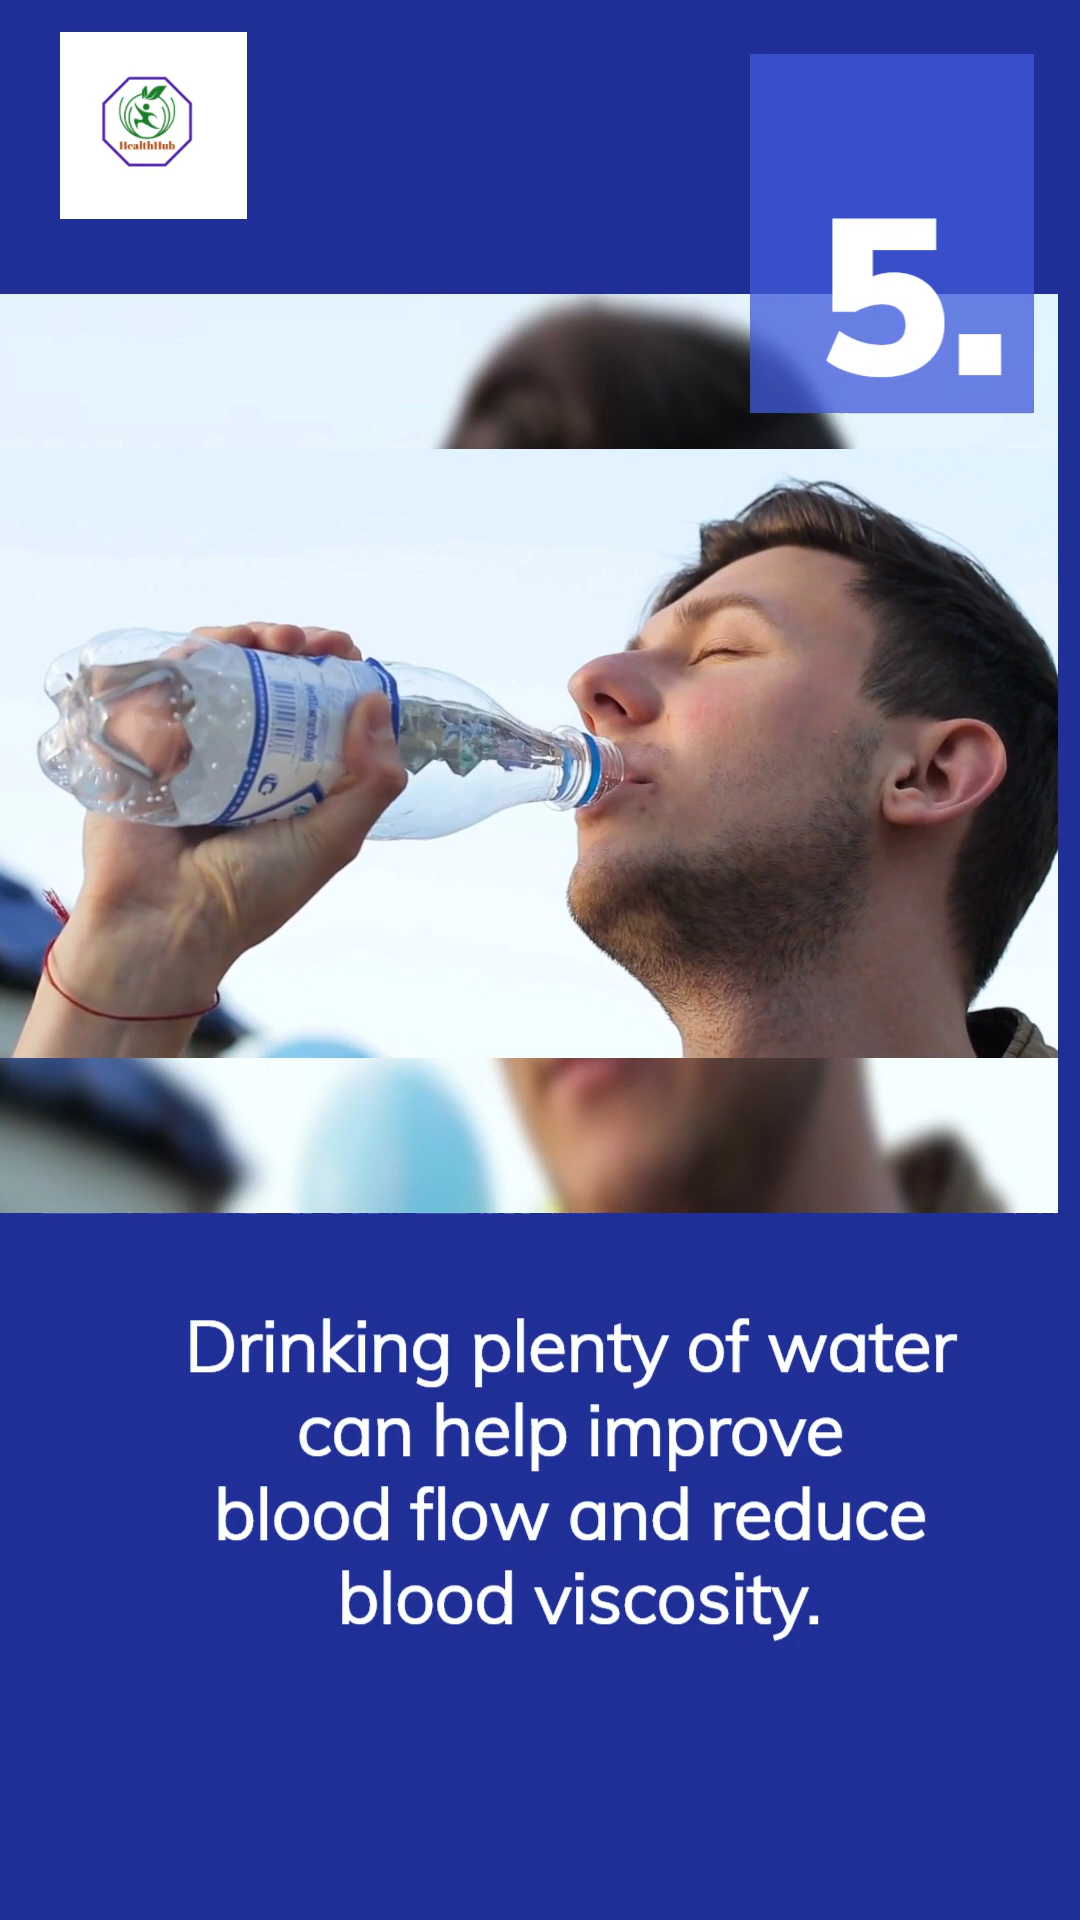 HealthHub
5.
Drinking plenty of water
can help improve
blood flow and reduce
blood viscosity.